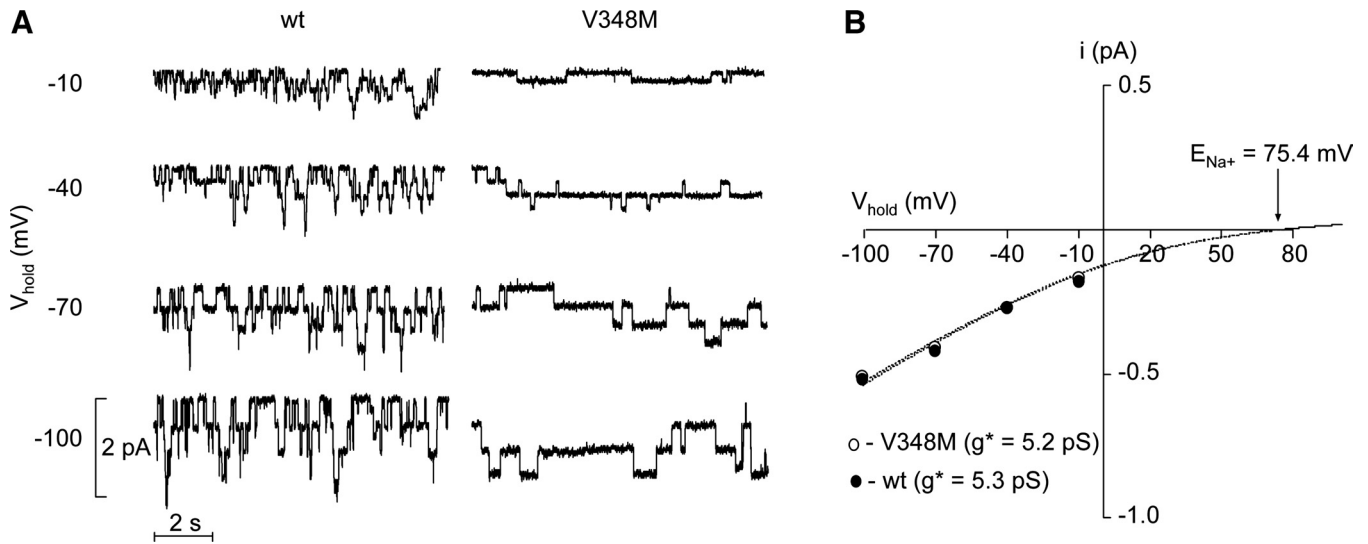 A
wt
V348M
-10
-40
-70
-100
Vhold (mV)
2 pA
2 s
B
i (pA)
0.5
ENa+ = 75.4 mV
Vhold (mV)
-100 -70 -40 -10 20 50 80
-0.5
-1.0
- V348M (g* = 5.2 pS)
- wt (g* = 5.3 pS)